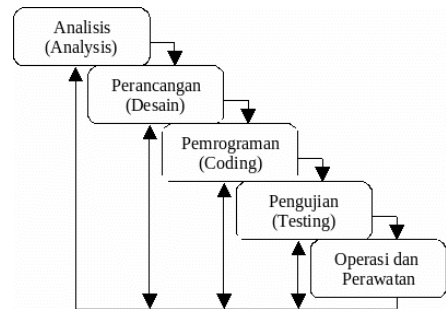 Analisis
(Analysis)
Perancangan
(Desain)
Pemrograman
(Coding)
Pengujian
(Testing)
Operasi dan
Perawatan